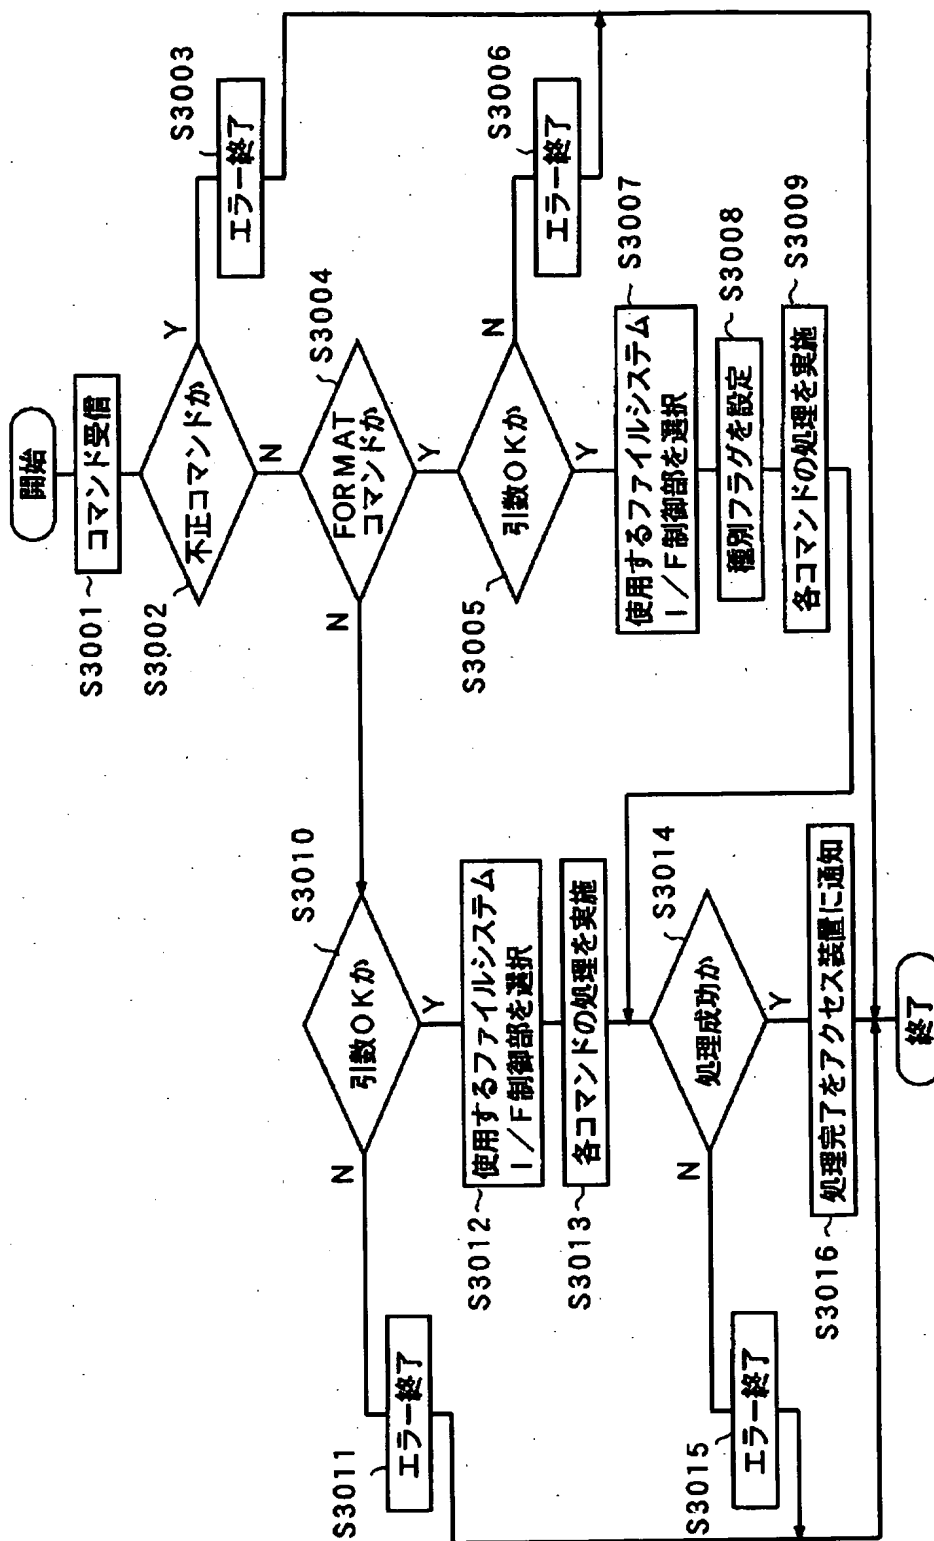 開始
S3001
コマンド受信
S3002
不正コマンドか
Y
N
S3003
エラー終了
S3004
FORMAT
コマンドか
N
Y
S3005
引数OKか
N
Y
S3006
エラー終了
S3007
使用するファイルシステム
I/F制御部を選択
S3008
種別フラグを設定
S3009
各コマンドの処理を実施
S3010
引数OKか
N
Y
S3011
エラー終了
S3012
使用するファイルシステム
I/F制御部を選択
S3013
各コマンドの処理を実施
S3014
処理成功か
N
Y
S3015
エラー終了
S3016
処理完了をアクセス装置に通知
終了